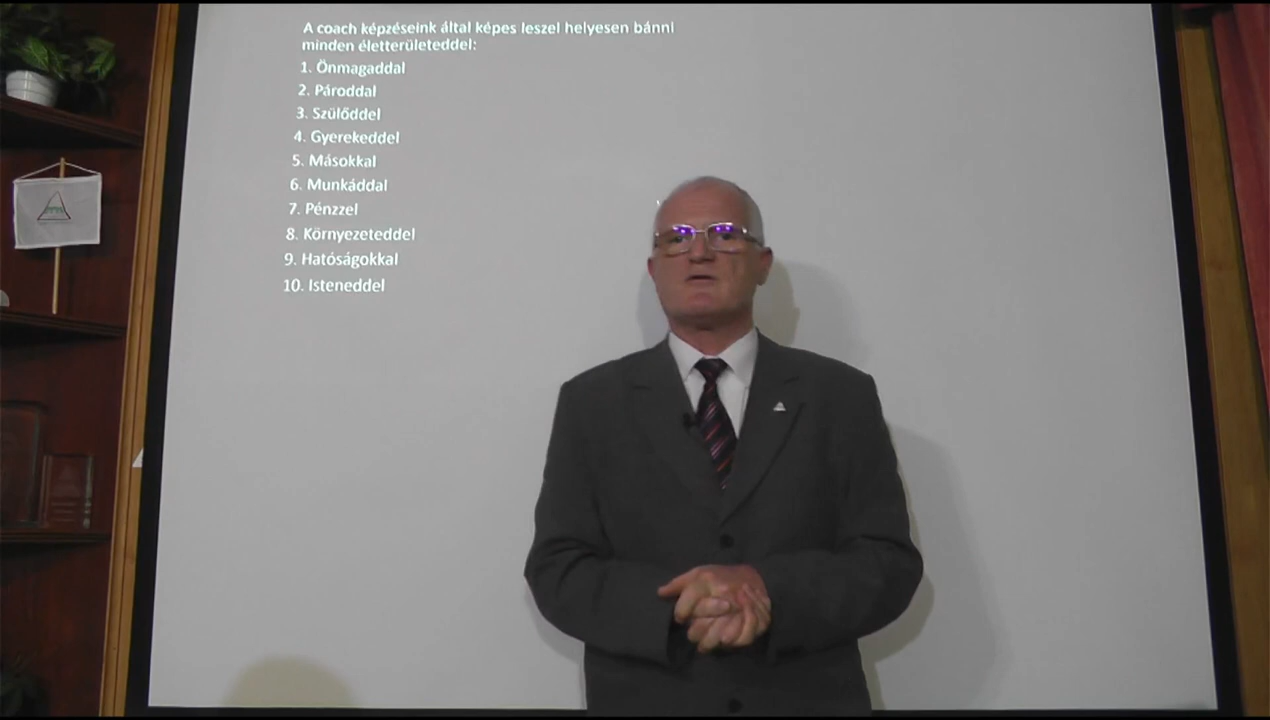 A coach képzéseink által képes leszel helyesen bánni
minden életterületeddel:
1. Önmagaddal
2. Pároddal
3. Szülőddel
4. Gyerekeddel
5. Másokkal
6. Munkáddal
7. Pénzzel
8. Környezeteddel
9. Hatóságokkal
10. Isteneddel